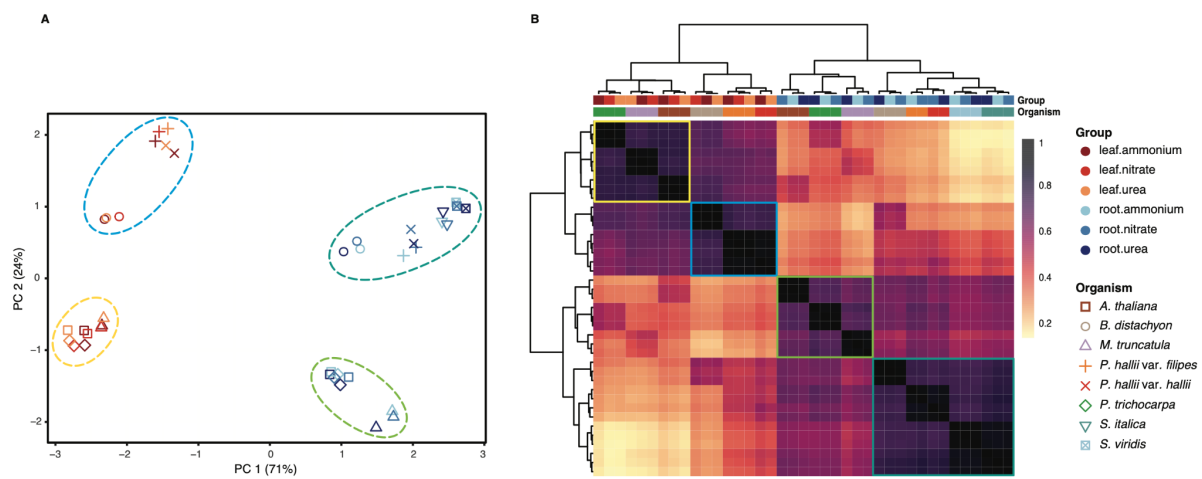 A
B
2
1
0
−1
−2
PC 2 (24%)
−3
−2
−1
0
1
2
3
PC 1 (71%)
Group
Organism
1
0.8
0.6
0.4
0.2
Group
leaf.ammonium
leaf.nitrate
leaf.urea
root.ammonium
root.nitrate
root.urea
Organism
A. thaliana
B. distachyon
M. truncatula
P. hallii var. filipes
P. hallii var. hallii
P. trichocarpa
S. italica
S. viridis